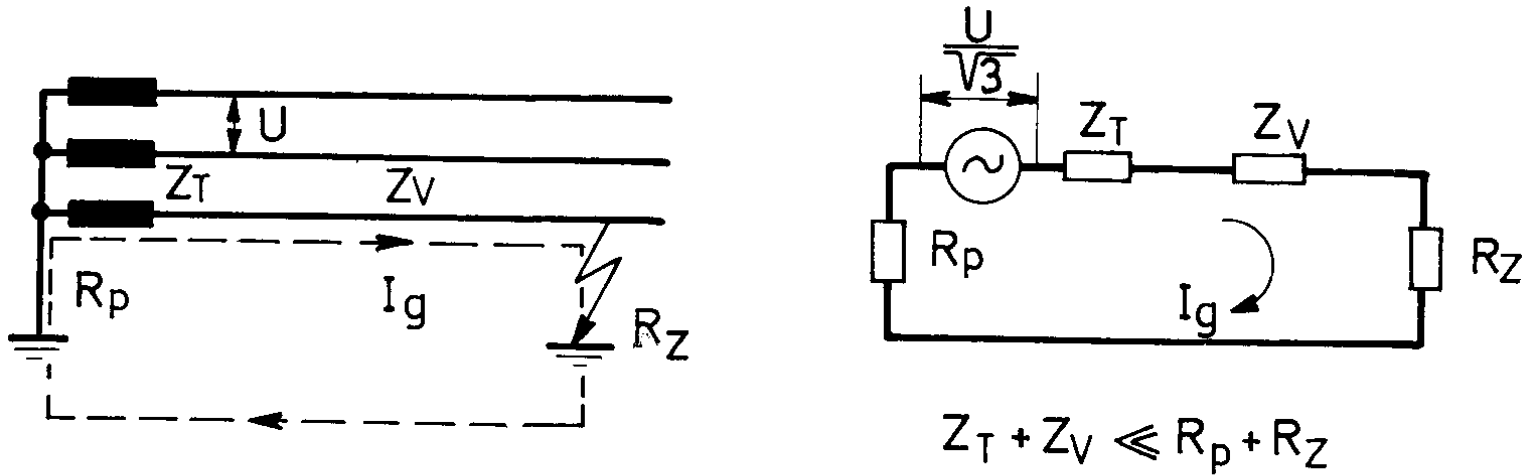 U
Z_T
Z_V
R_p
I_g
R_Z
U
√3
Z_T
Z_V
R_p
I_g
R_Z
Z_T + Z_V ≪ R_p + R_Z